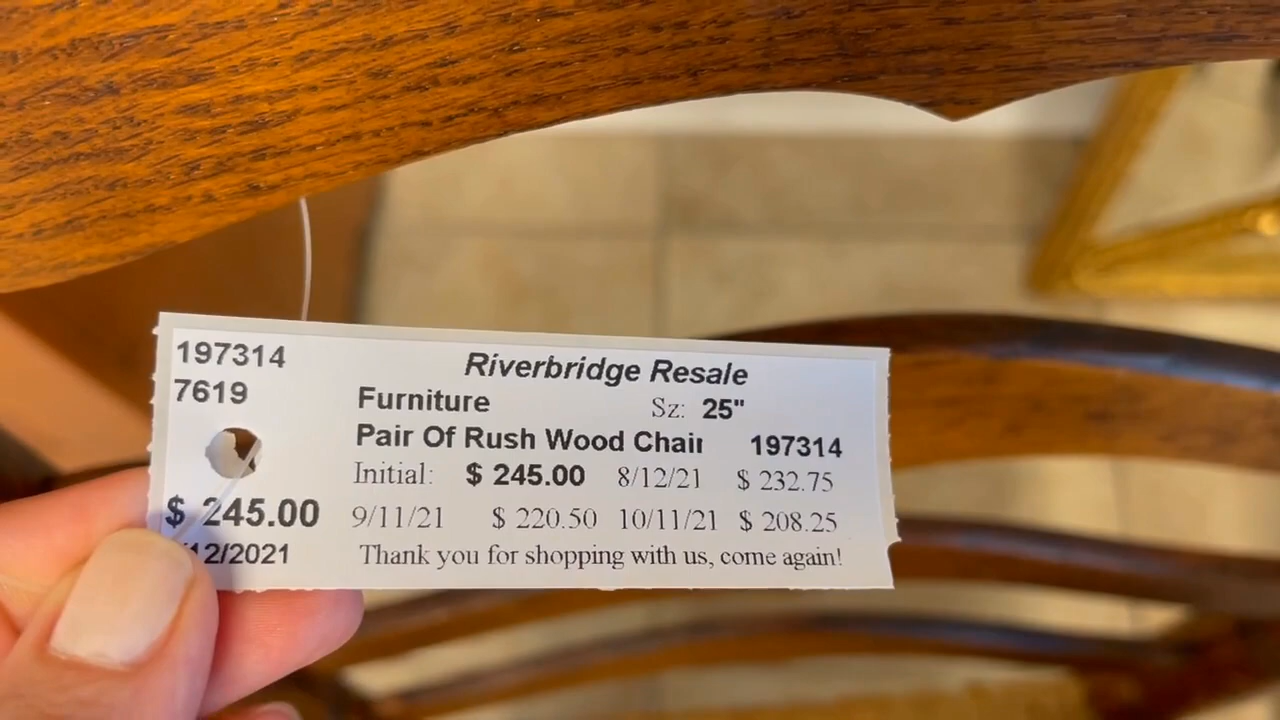 197314
7619
$ 245.00
12/2021
Riverbridge Resale
Furniture Sz: 25"
Pair Of Rush Wood Chair 197314
Initial: $ 245.00 8/12/21 $ 232.75
9/11/21 $ 220.50 10/11/21 $ 208.25
Thank you for shopping with us, come again!